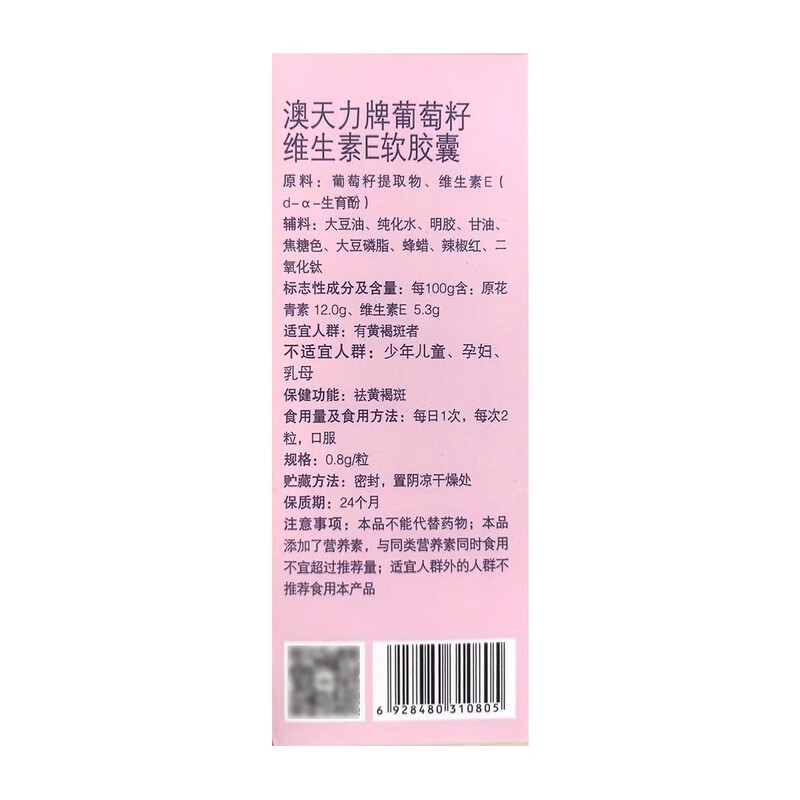 澳天力牌葡萄籽
维生素E软胶囊
原料：葡萄籽提取物、维生素E（
d-α-生育酚）
辅料：大豆油、纯化水、明胶、甘油、
焦糖色、大豆磷脂、蜂蜡、辣椒红、二
氧化钛
标志性成分及含量：每100g含：原花
青素 12.0g、维生素E 5.3g
适宜人群：有黄褐斑者
不适宜人群：少年儿童、孕妇、
乳母
保健功能：祛黄褐斑
食用量及食用方法：每日1次，每次2
粒，口服
规格：0.8g/粒
贮藏方法：密封，置阴凉干燥处
保质期：24个月
注意事项：本品不能代替药物；本品
添加了营养素，与同类营养素同时食用
不宜超过推荐量；适宜人群外的人群不
推荐食用本产品
6 928480 310805